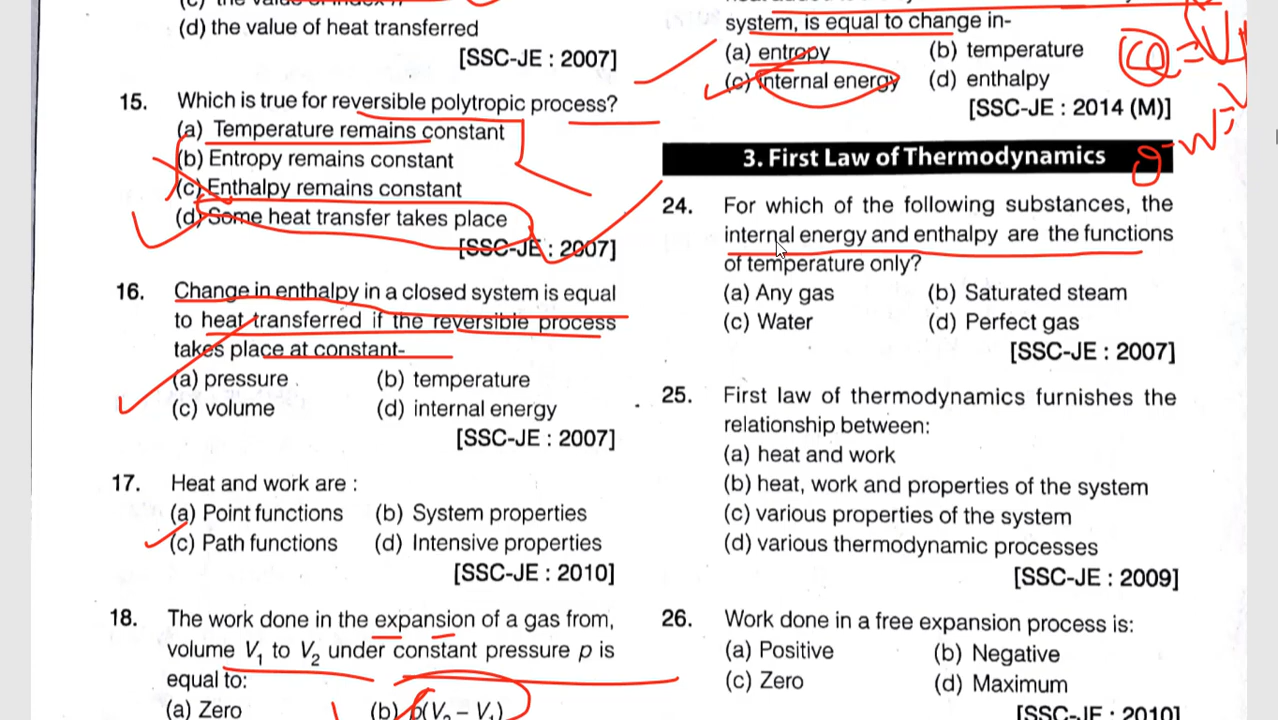 (d) the value of heat transferred
[SSC-JE : 2007]
15. Which is true for reversible polytropic process?
(a) Temperature remains constant
(b) Entropy remains constant
(c) Enthalpy remains constant
(d) Some heat transfer takes place
[SSC-JE : 2007]
16. Change in enthalpy in a closed system is equal
to heat transferred if the reversible process
takes place at constant-
(a) pressure (b) temperature
(c) volume (d) internal energy
[SSC-JE : 2007]
17. Heat and work are :
(a) Point functions (b) System properties
(c) Path functions (d) Intensive properties
[SSC-JE : 2010]
18. The work done in the expansion of a gas from,
volume V1 to V2 under constant pressure p is
equal to:
(a) Zero (b) p(V2 – V1)
system, is equal to change in-
(a) entropy (b) temperature
(c) internal energy (d) enthalpy
[SSC-JE : 2014 (M)]
3. First Law of Thermodynamics
24. For which of the following substances, the
internal energy and enthalpy are the functions
of temperature only?
(a) Any gas (b) Saturated steam
(c) Water (d) Perfect gas
[SSC-JE : 2007]
25. First law of thermodynamics furnishes the
relationship between:
(a) heat and work
(b) heat, work and properties of the system
(c) various properties of the system
(d) various thermodynamic processes
[SSC-JE : 2009]
26. Work done in a free expansion process is:
(a) Positive (b) Negative
(c) Zero (d) Maximum
[SSC-JE : 2010]